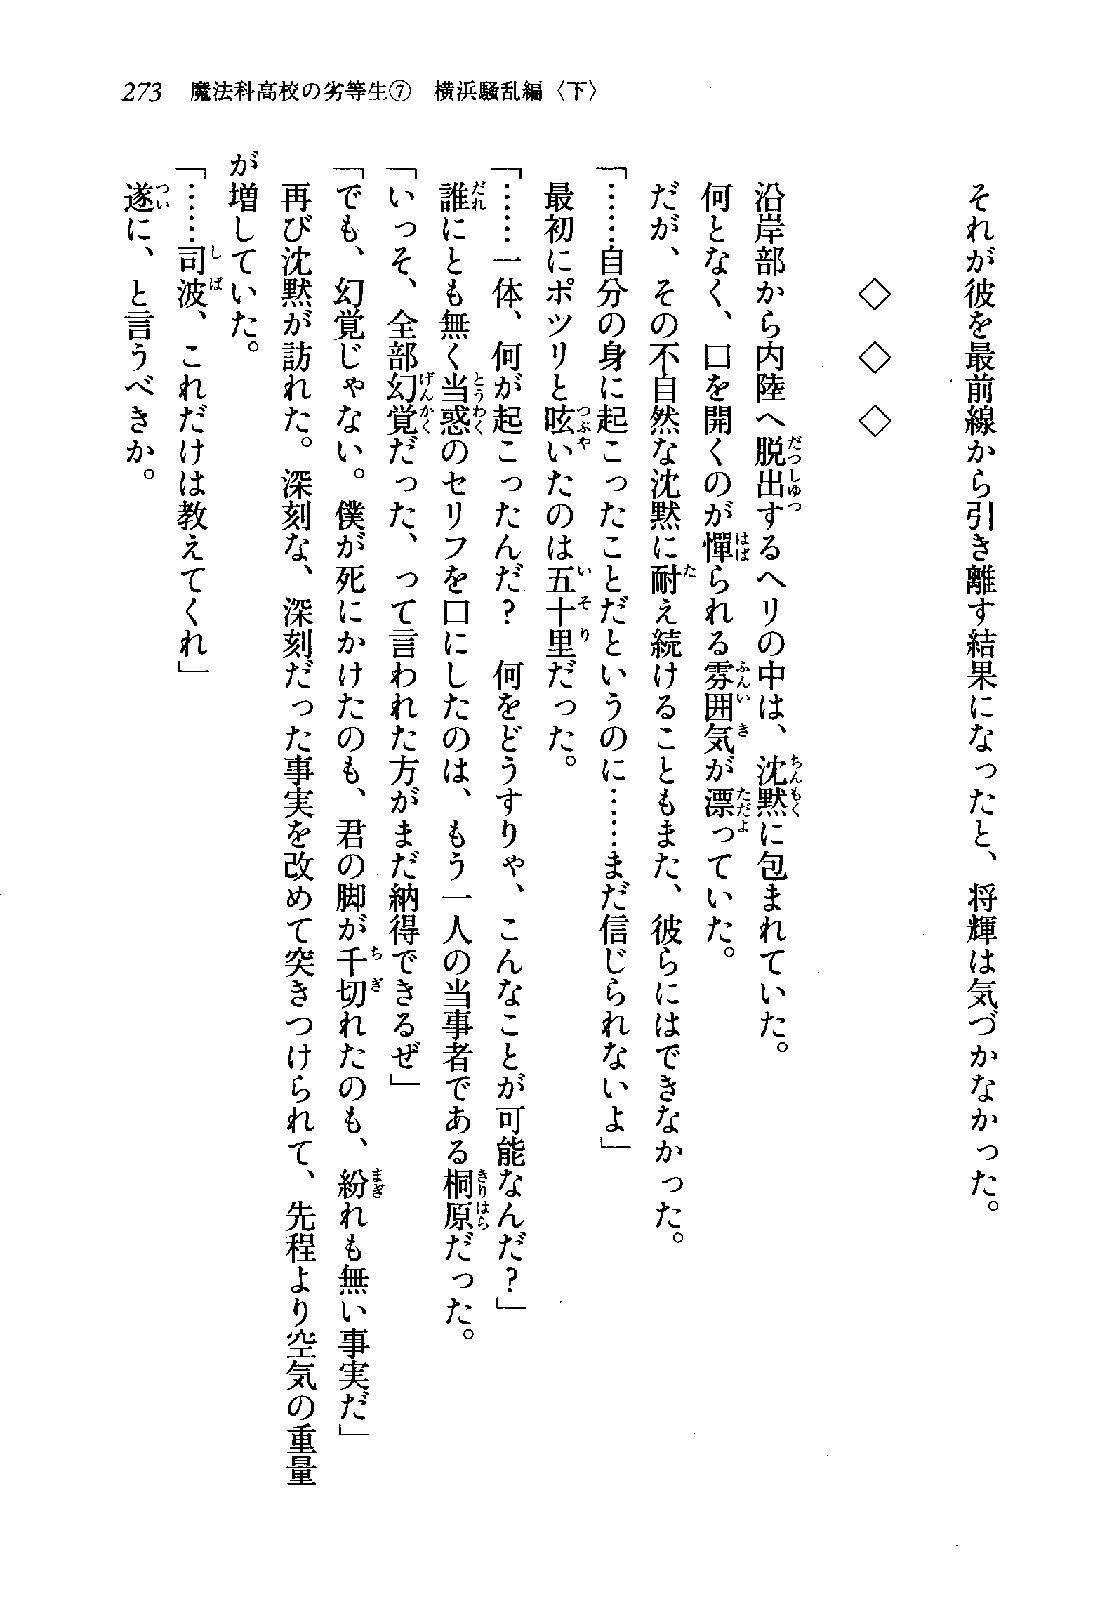 273　魔法科高校の劣等生⑦　横浜騒乱編〈下〉
それが彼を最前線から引き離す結果になったと、将輝は気づかなかった。
◇　◇　◇
沿岸部から内陸へ脱出するヘリの中は、沈黙に包まれていた。
何となく、口を開くのが憚られる雰囲気が漂っていた。
だが、その不自然な沈黙に耐え続けることもまた、彼らにはできなかった。
「……自分の身に起こったことだというのに……まだ信じられないよ」
最初にポツリと呟いたのは五十里だった。
「……一体、何が起こったんだ？　何をどうすりゃ、こんなことが可能なんだ？」
誰にとも無く当惑のセリフを口にしたのは、もう一人の当事者である桐原だった。
「いっそ、全部幻覚だった、って言われた方がまだ納得できるぜ」
「でも、幻覚じゃない。僕が死にかけたのも、君の脚が千切れたのも、紛れも無い事実だ」
再び沈黙が訪れた。深刻な、深刻だった事実を改めて突きつけられて、先程より空気の重量
が増していた。
「……司波、これだけは教えてくれ」
遂に、と言うべきか。